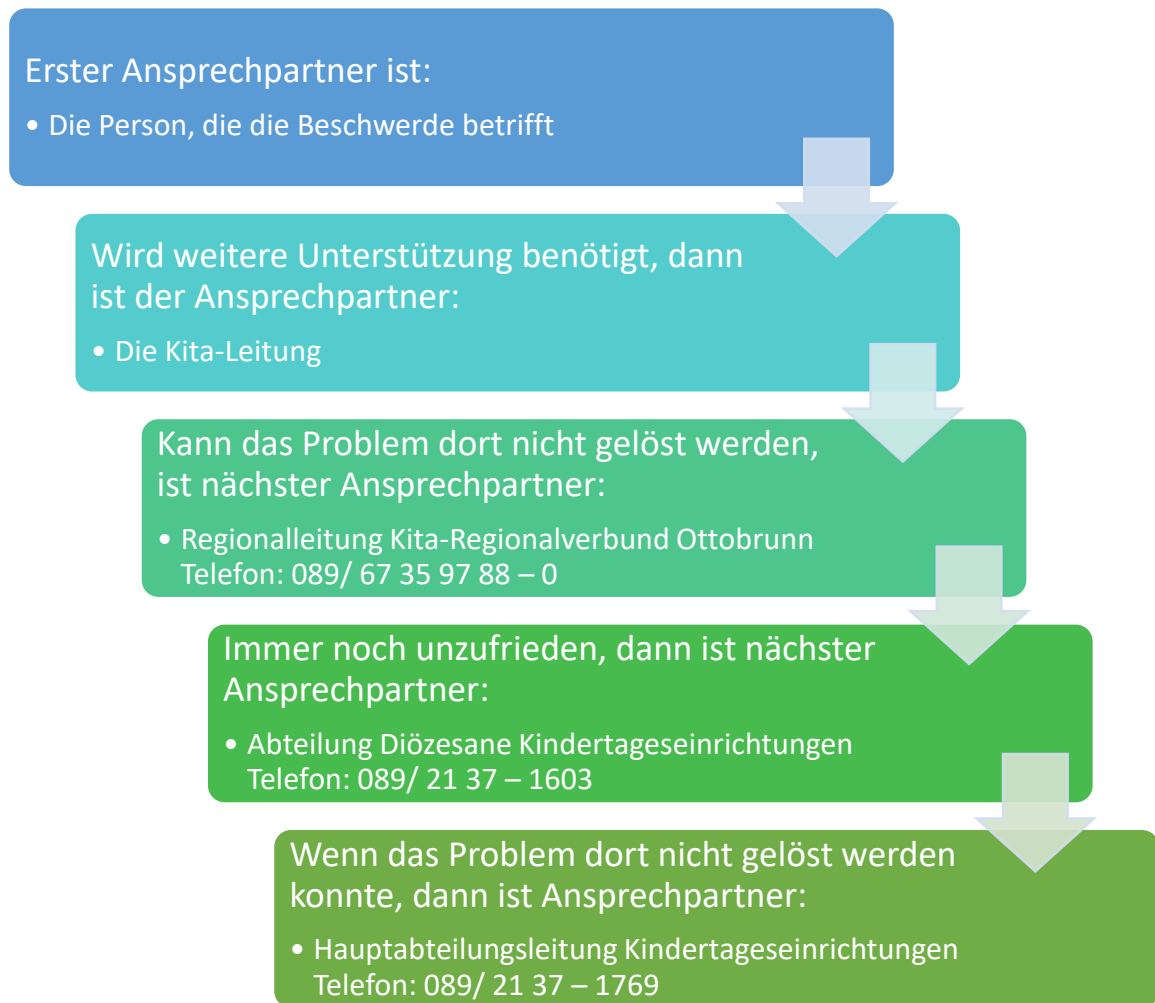 Erster Ansprechpartner ist:
• Die Person, die die Beschwerde betrifft
Wird weitere Unterstützung benötigt, dann
ist der Ansprechpartner:
• Die Kita-Leitung
Kann das Problem dort nicht gelöst werden,
ist nächster Ansprechpartner:
• Regionalleitung Kita-Regionalverbund Ottobrunn
Telefon: 089/ 67 35 97 88 – 0
Immer noch unzufrieden, dann ist nächster
Ansprechpartner:
• Abteilung Diözesane Kindertageseinrichtungen
Telefon: 089/ 21 37 – 1603
Wenn das Problem dort nicht gelöst werden
konnte, dann ist Ansprechpartner:
• Hauptabteilungsleitung Kindertageseinrichtungen
Telefon: 089/ 21 37 – 1769